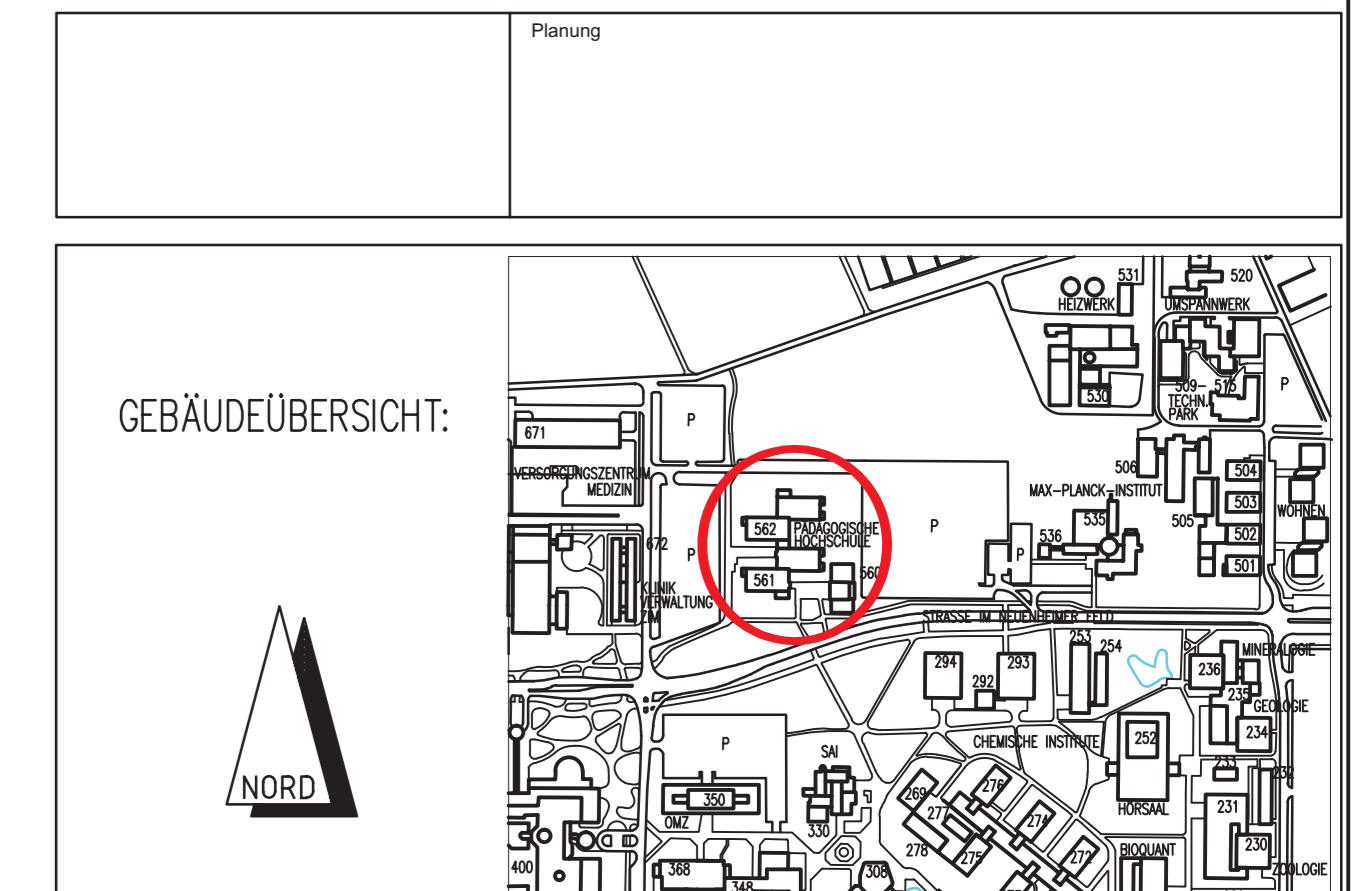 Planung
GEBÄUDEÜBERSICHT:
NORD
531
520
HEIZWERK
UMSPANNWERK
530
509-
515
TECHN.
PARK
P
P
671
VERSORGUNGSZENTRUM
MEDIZIN
506
504
MAX-PLANCK-INSTITUT
503
WOHNEN
505
502
501
535
536
P
P
562
PÄDAGOGISCHE
HOCHSCHULE
561
560
672
P
KLINIK
VERWALTUNG
ZIM
STRASSE IM NEUENHEIMER FELD
253
254
294
293
292
236
MINERALOGIE
235
GEOLOGIE
234
CHEMISCHE INSTITUTE
252
HÖRSAAL
233
232
231
230
ZOOLOGIE
P
SAI
350
OMZ
330
269
276
277
274
278
275
272
BIOQUANT
400
368
348
308